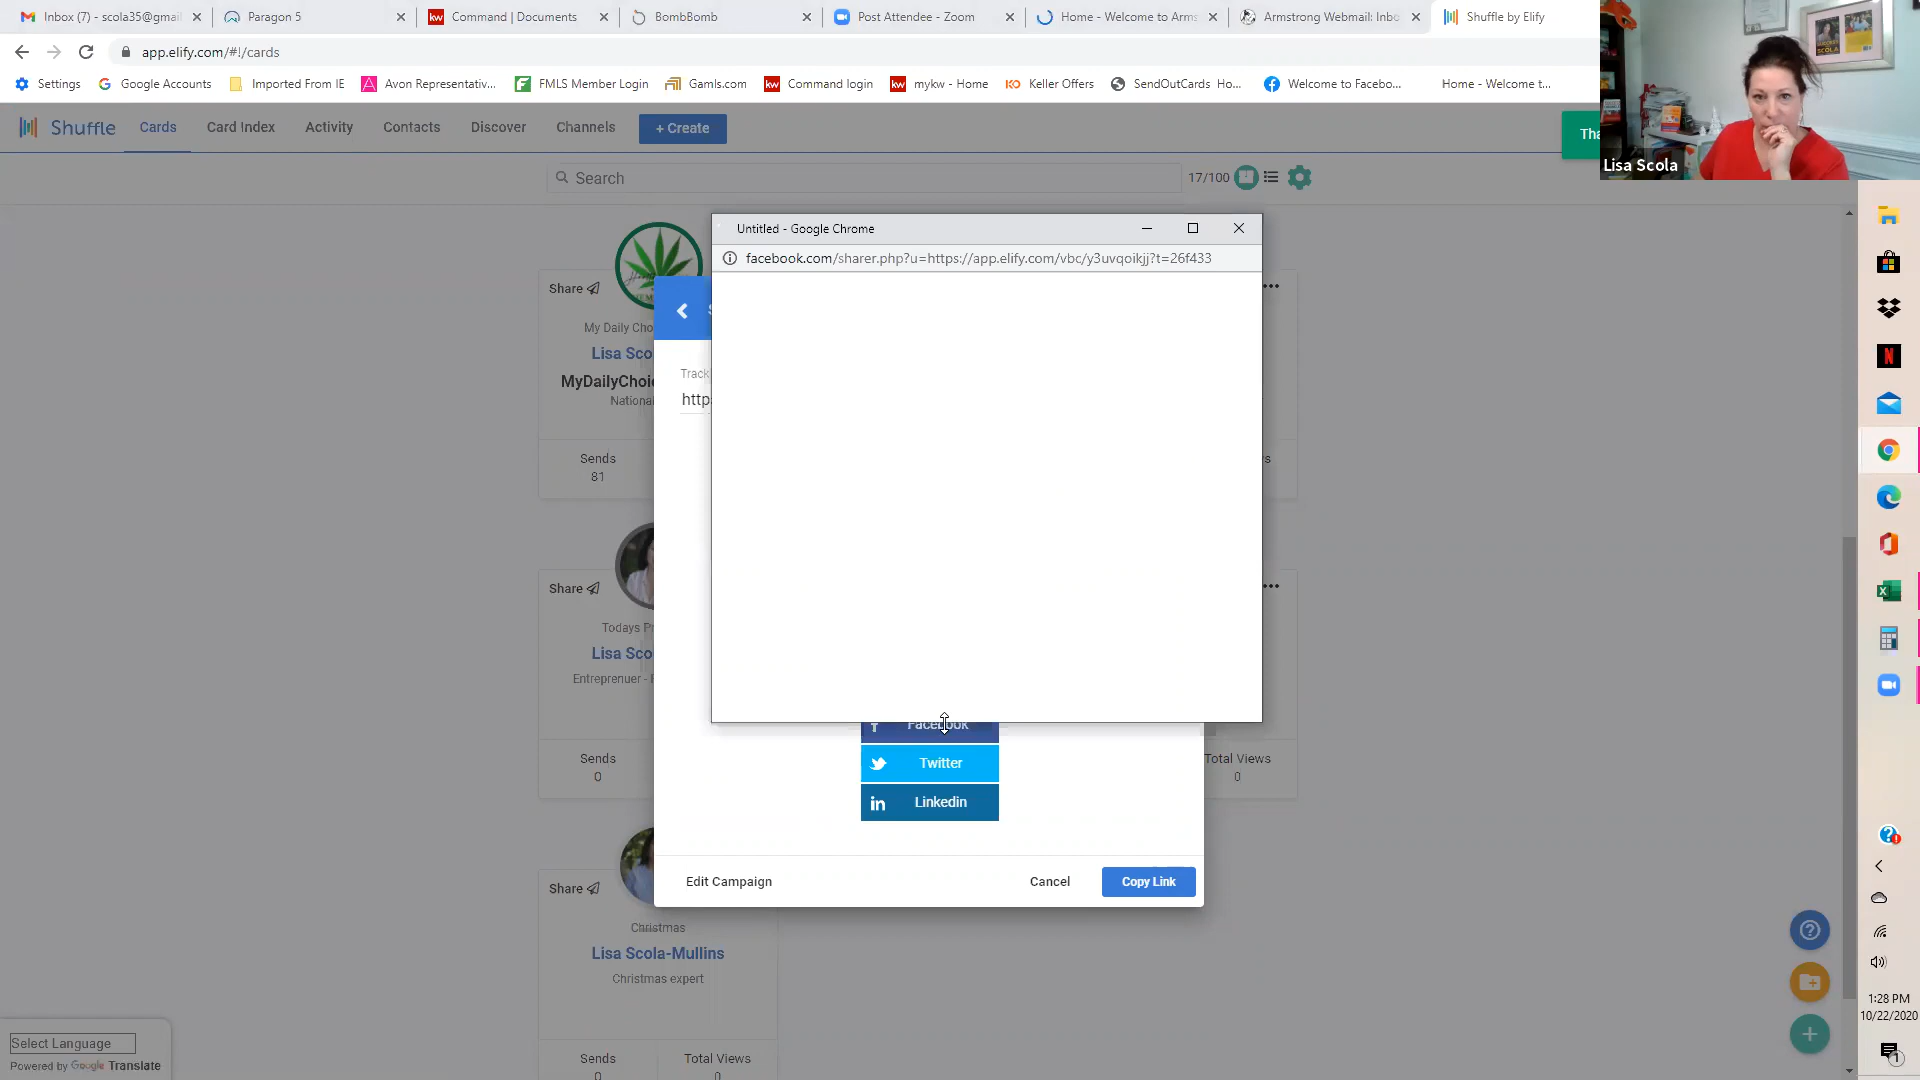 Inbox (7) - scola35@gmai
Paragon 5
Command | Documents
BombBomb
Post Attendee - Zoom
Home - Welcome to Arms
Armstrong Webmail: Inbo
Shuffle by Elify
app.elify.com/#!/cards
Settings
Google Accounts
Imported From IE
Avon Representativ...
FMLS Member Login
Gamls.com
Command login
mykw - Home
Keller Offers
SendOutCards Ho...
Welcome to Facebo...
Home - Welcome t...
Shuffle
Cards
Card Index
Activity
Contacts
Discover
Channels
+ Create
Tha
Lisa Scola
Search
17/100
Untitled - Google Chrome
facebook.com/sharer.php?u=https://app.elify.com/vbc/y3uvqoikjj?t=26f433
Share
My Daily Cho
Lisa Sco
MyDailyChoi
National
Track
http
Sends
81
Share
Todays P
Lisa Sco
Entreprenuer - 
Facebook
Twitter
Linkedin
Sends
0
Total Views
0
Edit Campaign
Cancel
Copy Link
Share
Christmas
Lisa Scola-Mullins
Christmas expert
Sends
0
Total Views
0
Select Language
Powered by Google Translate
1:28 PM
10/22/2020
1